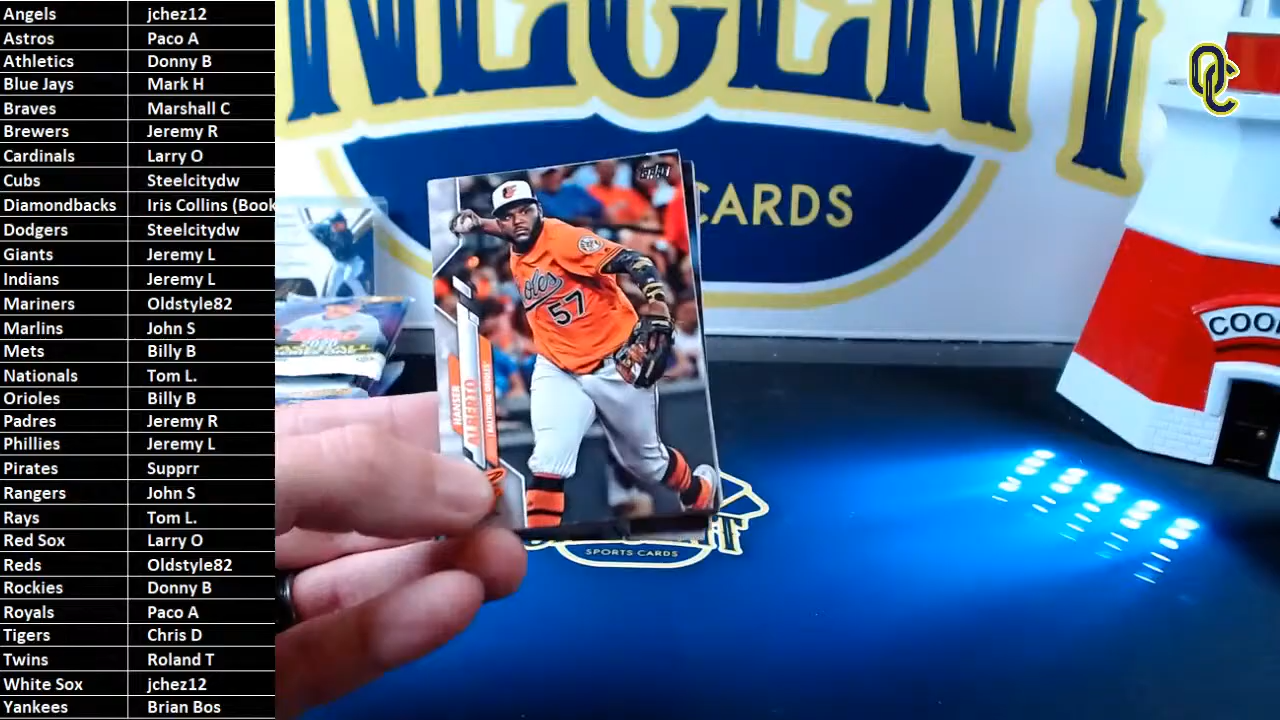 Angels jchez12
Astros Paco A
Athletics Donny B
Blue Jays Mark H
Braves Marshall C
Brewers Jeremy R
Cardinals Larry O
Cubs Steelcitydw
Diamondbacks Iris Collins (Book
Dodgers Steelcitydw
Giants Jeremy L
Indians Jeremy L
Mariners Oldstyle82
Marlins John S
Mets Billy B
Nationals Tom L.
Orioles Billy B
Padres Jeremy R
Phillies Jeremy L
Pirates Supprr
Rangers John S
Rays Tom L.
Red Sox Larry O
Reds Oldstyle82
Rockies Donny B
Royals Paco A
Tigers Chris D
Twins Roland T
White Sox jchez12
Yankees Brian Bos
CARDS
OC
57
HANSER
ALBERTO
BALTIMORE ORIOLES
SPORTS CARDS
COO